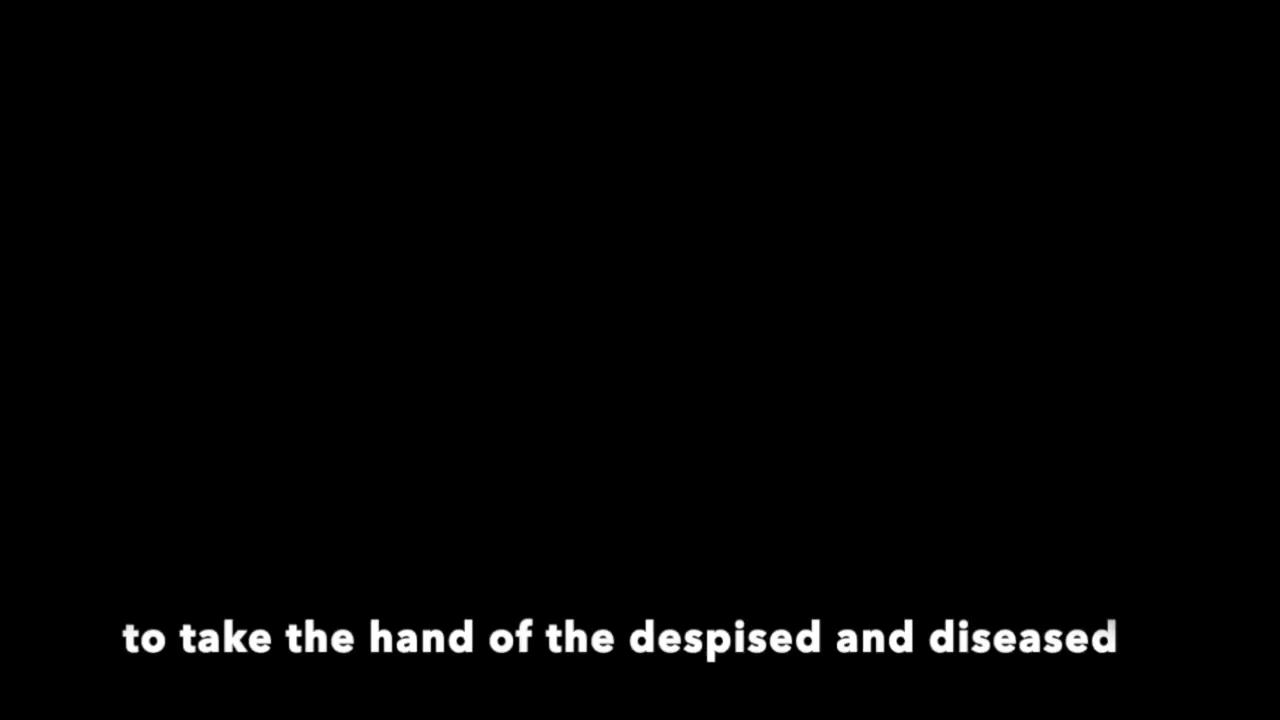 to take the hand of the despised and diseased